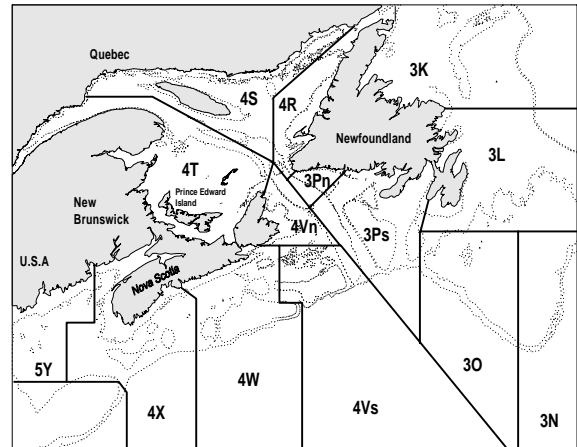 Quebec
3K
4S
4R
Newfoundland
3L
4T
3Pn
Prince Edward
Island
New
Brunswick
4Vn
3Ps
U.S.A
Nova Scotia
5Y
4X
4W
4Vs
3O
3N